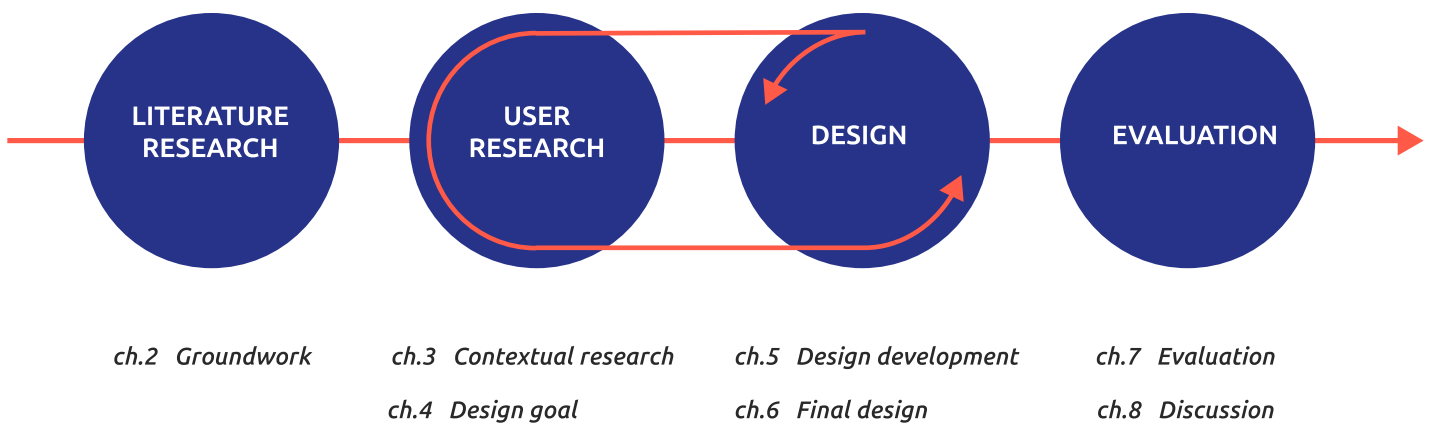 LITERATURE
RESEARCH
USER
RESEARCH
DESIGN
EVALUATION
ch.2 Groundwork
ch.3 Contextual research
ch.4 Design goal
ch.5 Design development
ch.6 Final design
ch.7 Evaluation
ch.8 Discussion